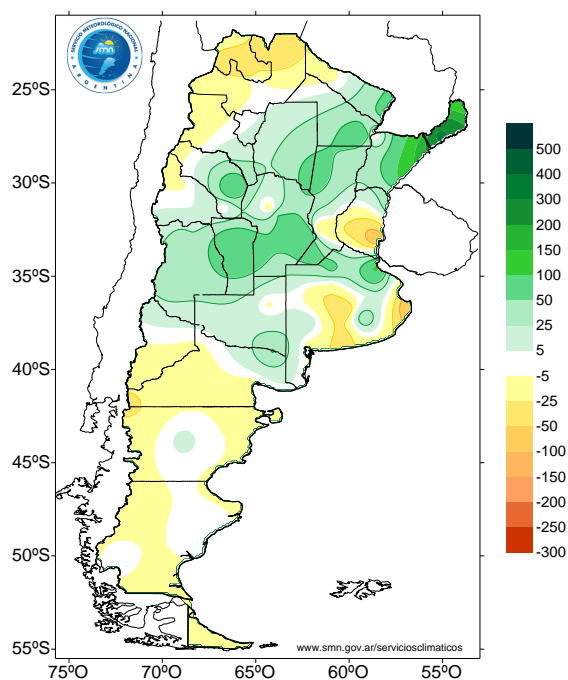 SERVICIO METEOROLÓGICO NACIONAL
smn
ARGENTINA
25ºS
30ºS
35ºS
40ºS
45ºS
50ºS
55ºS
75ºO
70ºO
65ºO
60ºO
55ºO
500
400
300
200
150
100
50
25
5
-5
-25
-50
-100
-150
-200
-250
-300
www.smn.gov.ar/serviciosclimaticos